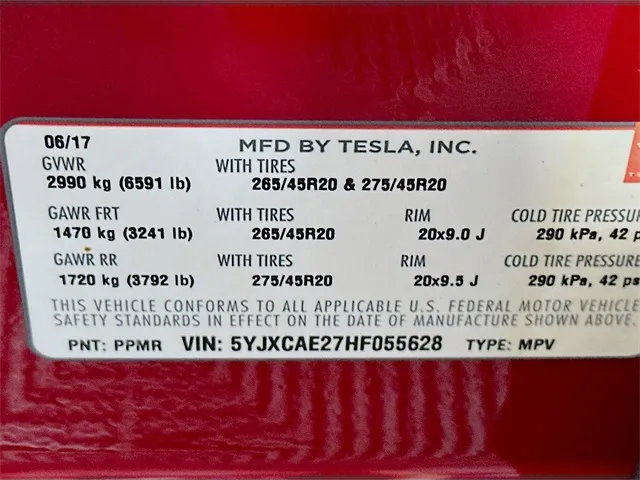 06/17 MFD BY TESLA, INC.
GVWR WITH TIRES
2990 kg (6591 lb) 265/45R20 & 275/45R20
GAWR FRT WITH TIRES RIM COLD TIRE PRESSURE
1470 kg (3241 lb) 265/45R20 20x9.0 J 290 kPa, 42 p
GAWR RR WITH TIRES RIM COLD TIRE PRESSURE
1720 kg (3792 lb) 275/45R20 20x9.5 J 290 kPa, 42 ps
THIS VEHICLE CONFORMS TO ALL APPLICABLE U.S. FEDERAL MOTOR VEHICLE
SAFETY STANDARDS IN EFFECT ON THE DATE OF MANUFACTURE SHOWN ABOVE.
PNT: PPMR VIN: 5YJXCAE27HF055628 TYPE: MPV